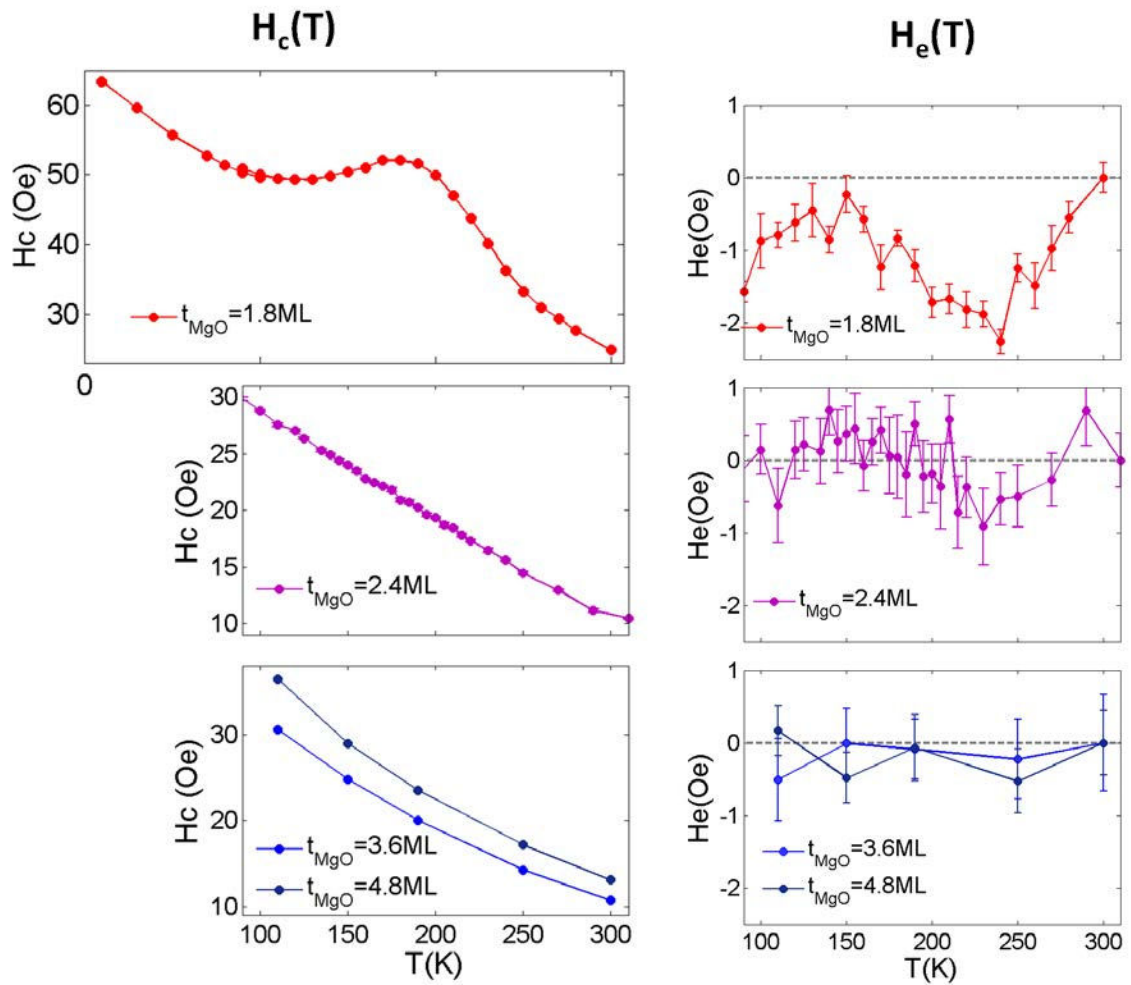 Hc(T)
He(T)
60
50
40
30
Hc (Oe)
tMgO=1.8ML
0
1
0
-1
-2
He(Oe)
tMgO=1.8ML
30
25
20
15
10
Hc (Oe)
tMgO=2.4ML
1
0
-1
-2
He(Oe)
tMgO=2.4ML
30
20
10
Hc (Oe)
tMgO=3.6ML
tMgO=4.8ML
100 150 200 250 300
T(K)
1
0
-1
-2
He(Oe)
tMgO=3.6ML
tMgO=4.8ML
100 150 200 250 300
T(K)